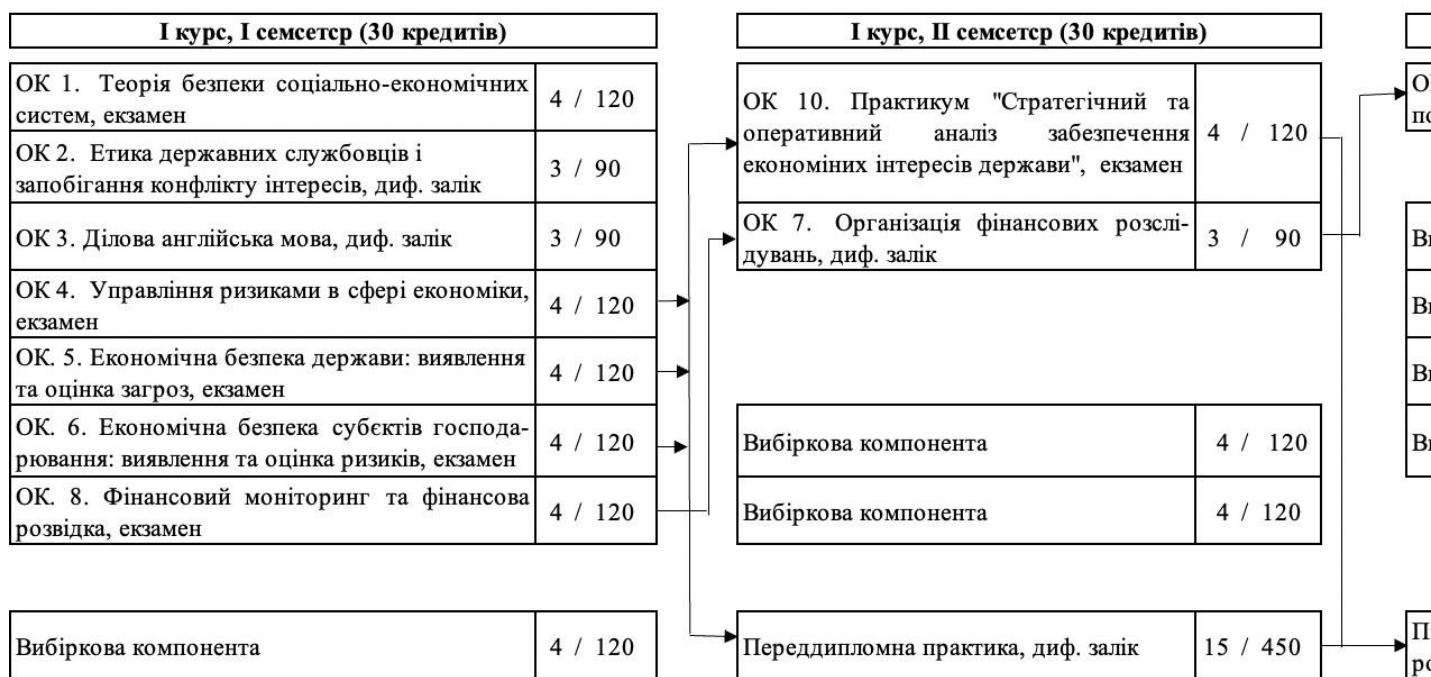 І курс, І семсетср (30 кредитів)
ОК 1. Теорія безпеки соціально-економічних
систем, екзамен
4 / 120
ОК 2. Етика державних службовців і
запобігання конфлікту інтересів, диф. залік
3 / 90
ОК 3. Ділова англійська мова, диф. залік
3 / 90
ОК 4. Управління ризиками в сфері економіки,
екзамен
4 / 120
ОК. 5. Економічна безпека держави: виявлення
та оцінка загроз, екзамен
4 / 120
ОК. 6. Економічна безпека субєктів господа-
рювання: виявлення та оцінка ризиків, екзамен
4 / 120
ОК. 8. Фінансовий моніторинг та фінансова
розвідка, екзамен
4 / 120
Вибіркова компонента
4 / 120
І курс, ІІ семсетср (30 кредитів)
ОК 10. Практикум "Стратегічний та
оперативний аналіз забезпечення
економіних інтересів держави", екзамен
4 / 120
ОК 7. Організація фінансових розслі-
дувань, диф. залік
3 / 90
Вибіркова компонента
4 / 120
Вибіркова компонента
4 / 120
Переддипломна практика, диф. залік
15 / 450